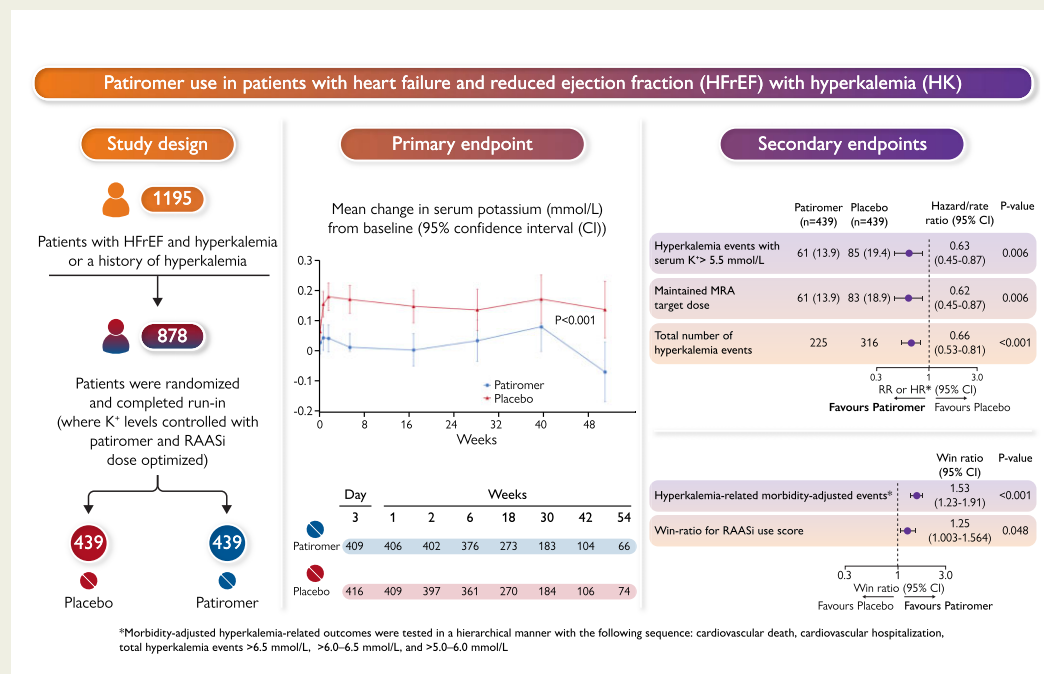 Patiromer use in patients with heart failure and reduced ejection fraction (HFrEF) with hyperkalemia (HK)
Study design
1195
Patients with HFrEF and hyperkalemia
or a history of hyperkalemia
878
Patients were randomized
and completed run-in
(where K⁺ levels controlled with
patiromer and RAASi
dose optimized)
439 439
Placebo Patiromer
Primary endpoint
Mean change in serum potassium (mmol/L)
from baseline (95% confidence interval (CI))
0.3
0.2
0.1
0
-0.1
-0.2
P<0.001
Patiromer
Placebo
0 8 16 24 32 40 48
Weeks
Day Weeks
3 1 2 6 18 30 42 54
Patiromer 409 406 402 376 273 183 104 66
Placebo 416 409 397 361 270 184 106 74
Secondary endpoints
Patiromer Placebo Hazard/rate P-value
(n=439) (n=439) ratio (95% CI)
Hyperkalemia events with
serum K⁺> 5.5 mmol/L 61 (13.9) 85 (19.4) 0.63 (0.45-0.87) 0.006
Maintained MRA
target dose 61 (13.9) 83 (18.9) 0.62 (0.45-0.87) 0.006
Total number of
hyperkalemia events 225 316 0.66 (0.53-0.81) <0.001
0.3 1 3.0
RR or HR* (95% CI)
Favours Patiromer Favours Placebo
Win ratio P-value
(95% CI)
Hyperkalemia-related morbidity-adjusted events* 1.53 (1.23-1.91) <0.001
Win-ratio for RAASi use score 1.25 (1.003-1.564) 0.048
0.3 1 3.0
Win ratio (95% CI)
Favours Placebo Favours Patiromer
*Morbidity-adjusted hyperkalemia-related outcomes were tested in a hierarchical manner with the following sequence: cardiovascular death, cardiovascular hospitalization,
total hyperkalemia events >6.5 mmol/L, >6.0–6.5 mmol/L, and >5.0–6.0 mmol/L